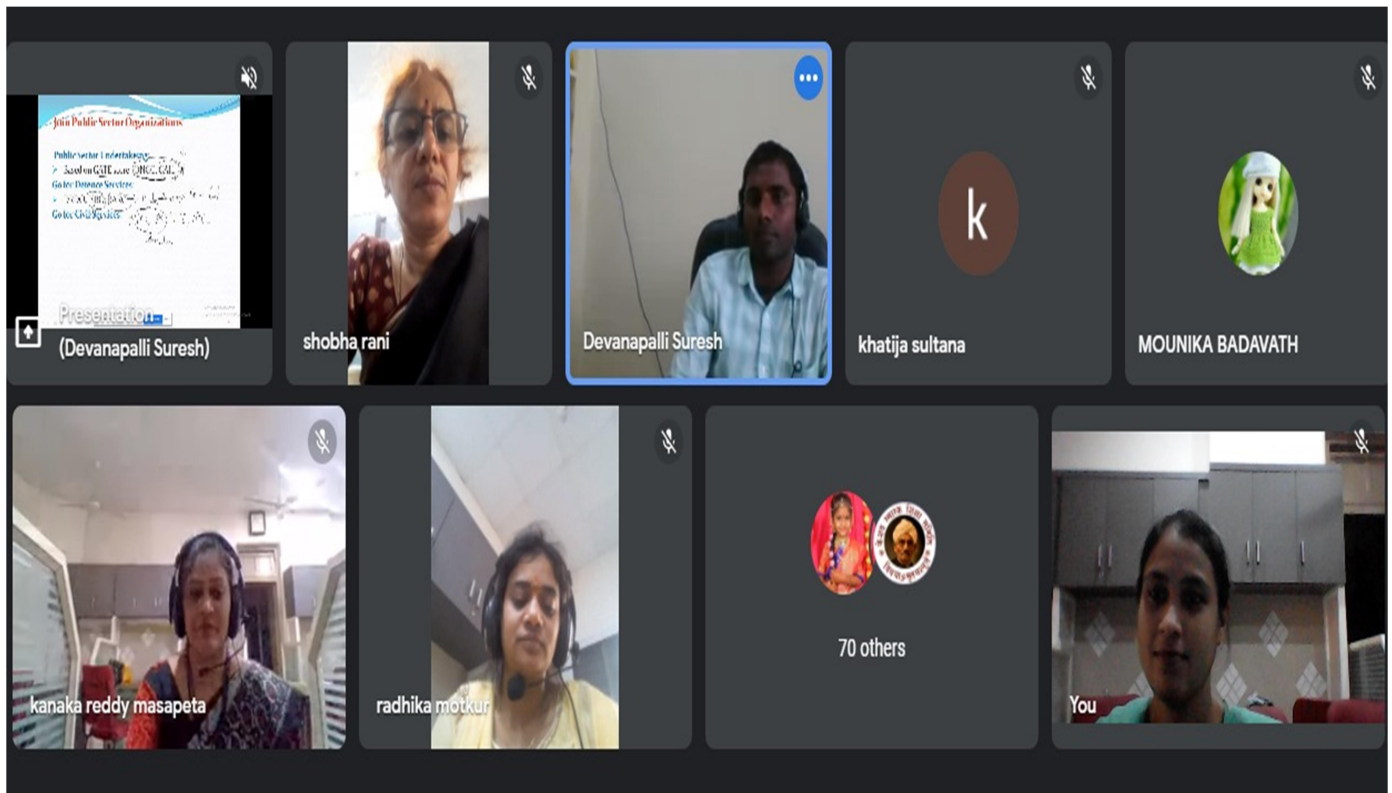 Join Public Sector Organizations
Public Sector Undertakings:
Based on GATE score (ONGC, GAIL
Go for Defence Services:
Go for Civil Services
Presentation
(Devanapalli Suresh)
shobha rani
Devanapalli Suresh
k
khatija sultana
MOUNIKA BADAVATH
kanaka reddy masapeta
radhika motkur
70 others
You